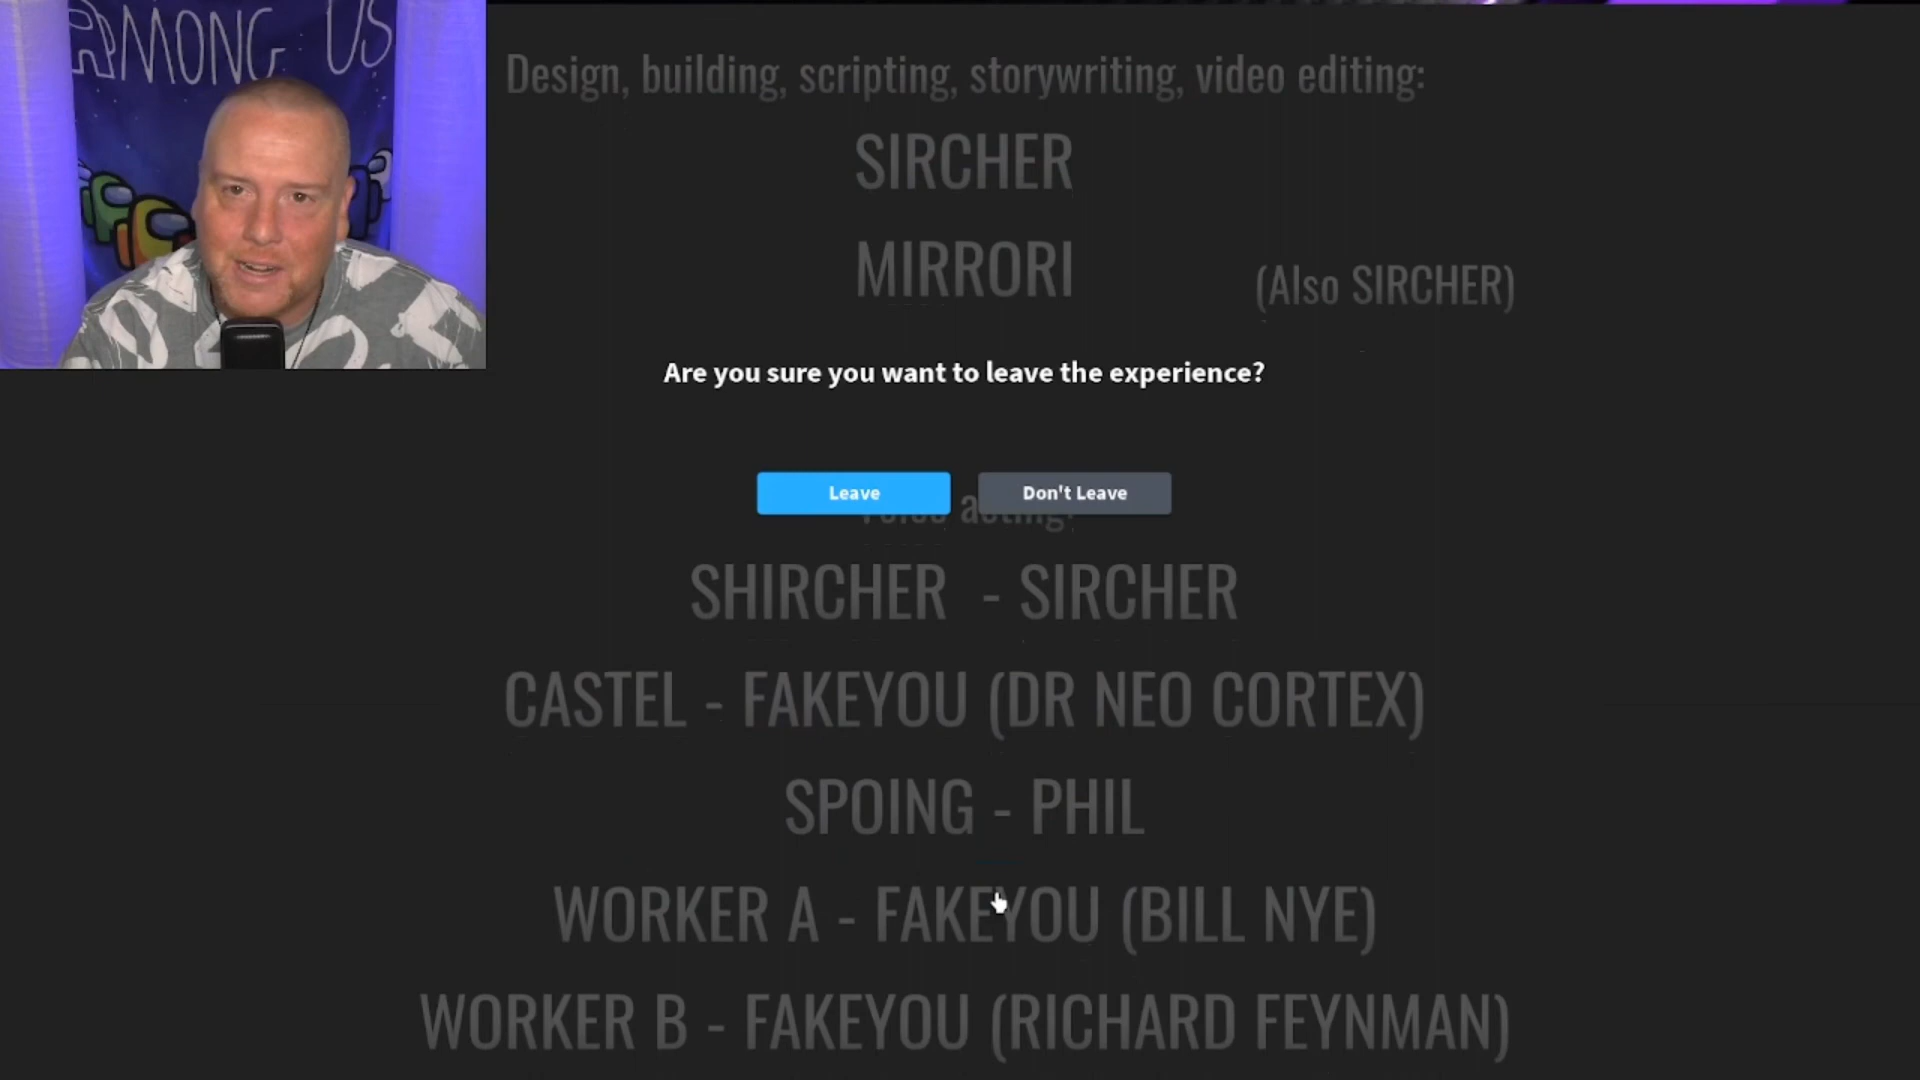 AMONG US
Design, building, scripting, storywriting, video editing:
SIRCHER
MIRRORI
(Also SIRCHER)
Are you sure you want to leave the experience?
Leave
Don't Leave
acting:
SHIRCHER - SIRCHER
CASTEL - FAKEYOU (DR NEO CORTEX)
SPOING - PHIL
WORKER A - FAKEYOU (BILL NYE)
WORKER B - FAKEYOU (RICHARD FEYNMAN)